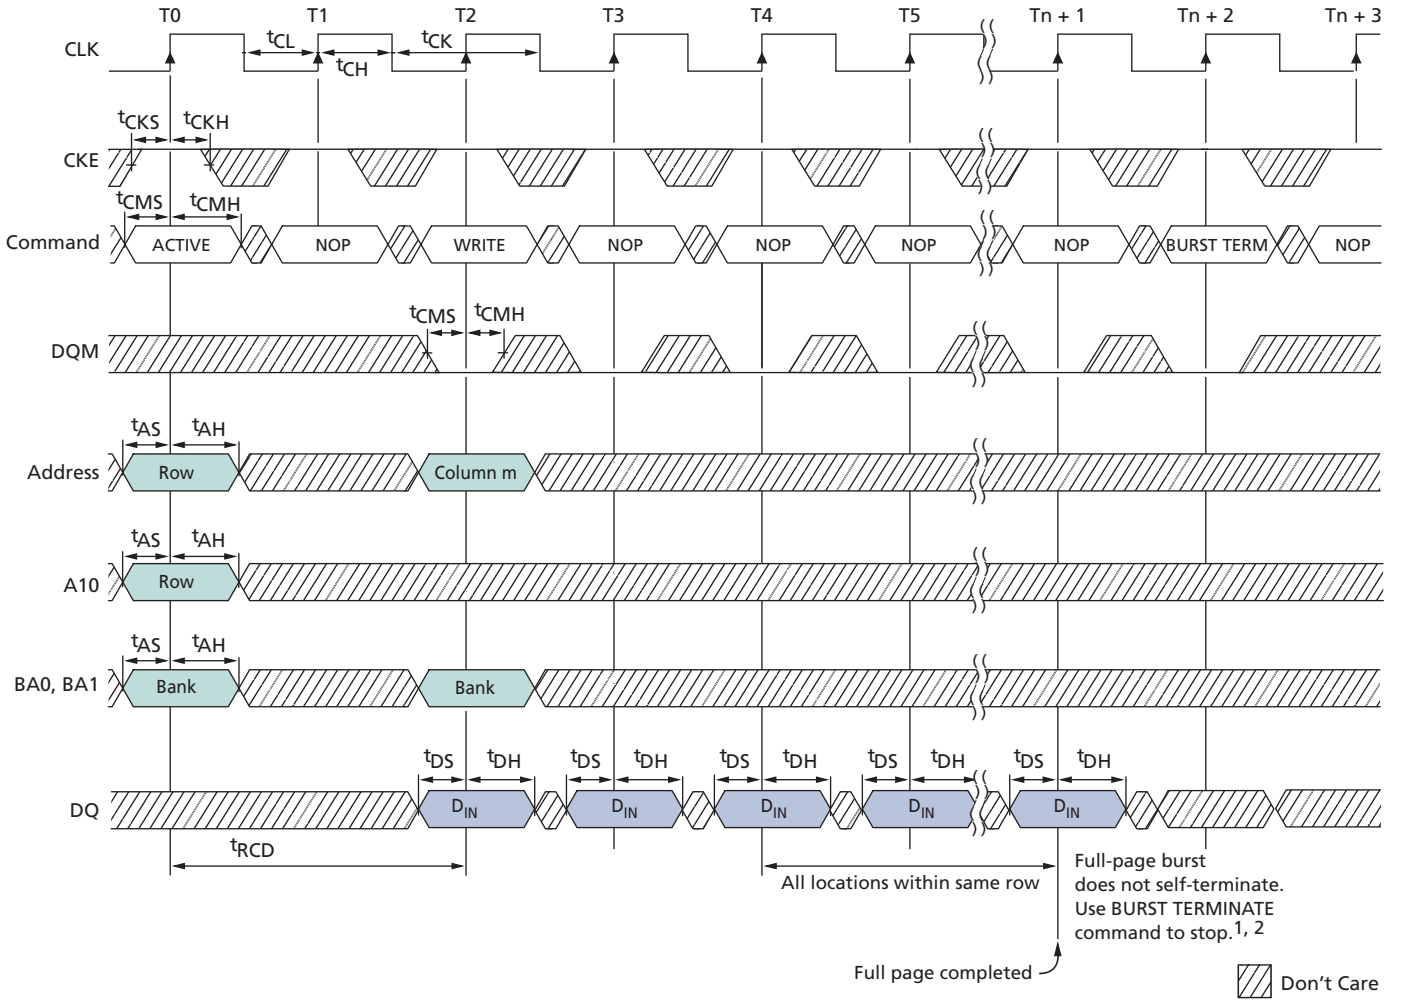 T0 T1 T2 T3 T4 T5 Tn + 1 Tn + 2 Tn + 3
CLK tCL tCH tCK
tCKS tCKH
CKE
tCMS tCMH
Command ACTIVE NOP WRITE NOP NOP NOP NOP BURST TERM NOP
tCMS tCMH
DQM
tAS tAH
Address Row Column m
tAS tAH
A10 Row
tAS tAH
BA0, BA1 Bank Bank
tDS tDH tDS tDH tDS tDH tDS tDH tDS tDH
DQ DIN DIN DIN DIN DIN
tRCD
All locations within same row
Full-page burst
does not self-terminate.
Use BURST TERMINATE
command to stop.1, 2
Full page completed
Don't Care